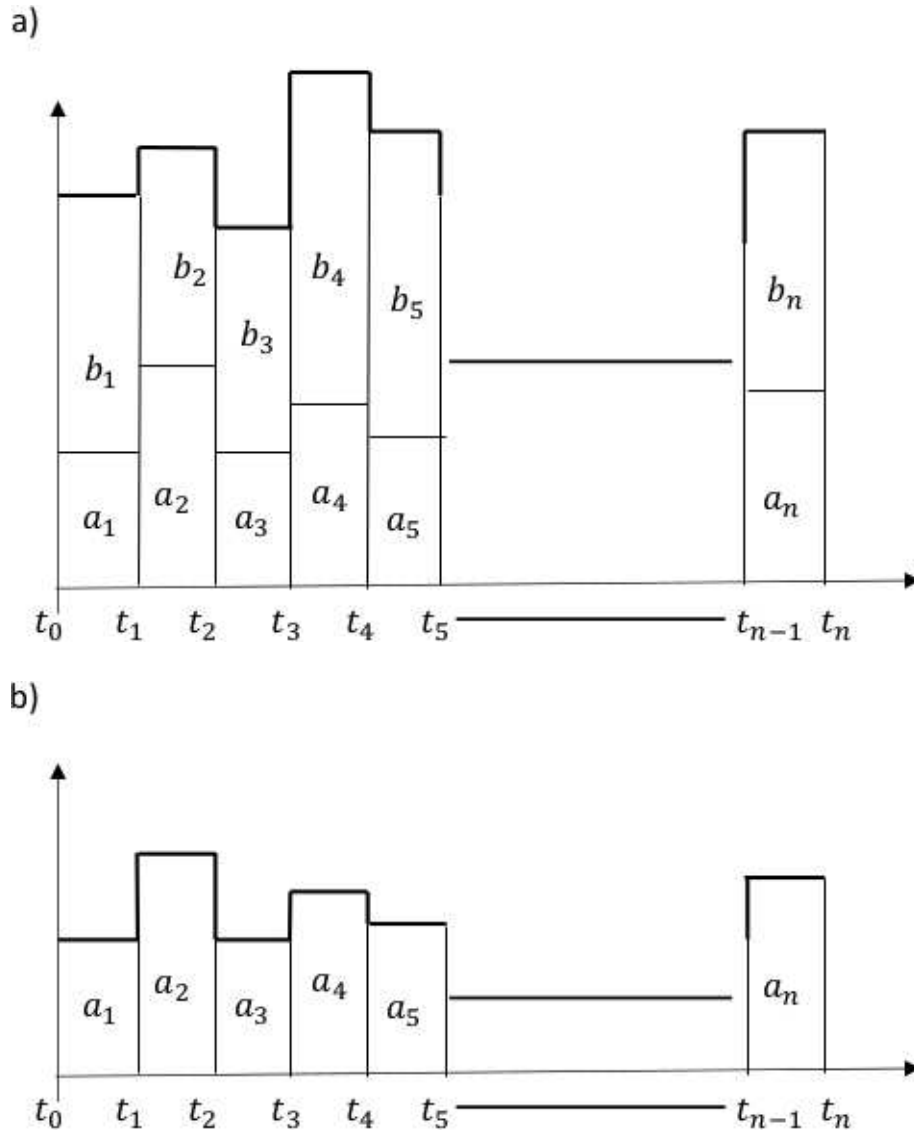 a)
b₂ b₄ bₙ
b₃ b₅
b₁
a₂ a₄ aₙ
a₁ a₃ a₅
t₀ t₁ t₂ t₃ t₄ t₅ tₙ₋₁ tₙ
b)
a₁ a₂ a₃ a₄ a₅ aₙ
t₀ t₁ t₂ t₃ t₄ t₅ tₙ₋₁ tₙ